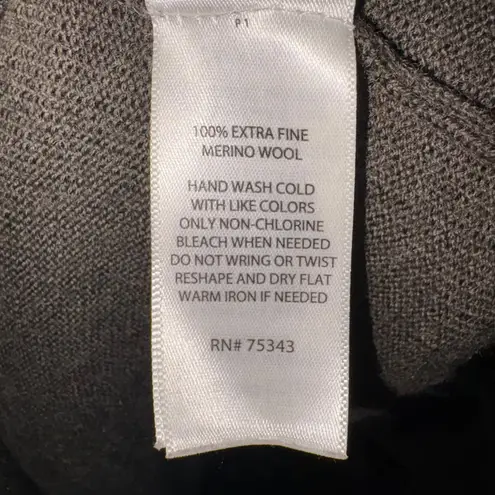 P1
100% EXTRA FINE
MERINO WOOL
HAND WASH COLD
WITH LIKE COLORS
ONLY NON-CHLORINE
BLEACH WHEN NEEDED
DO NOT WRING OR TWIST
RESHAPE AND DRY FLAT
WARM IRON IF NEEDED
RN# 75343